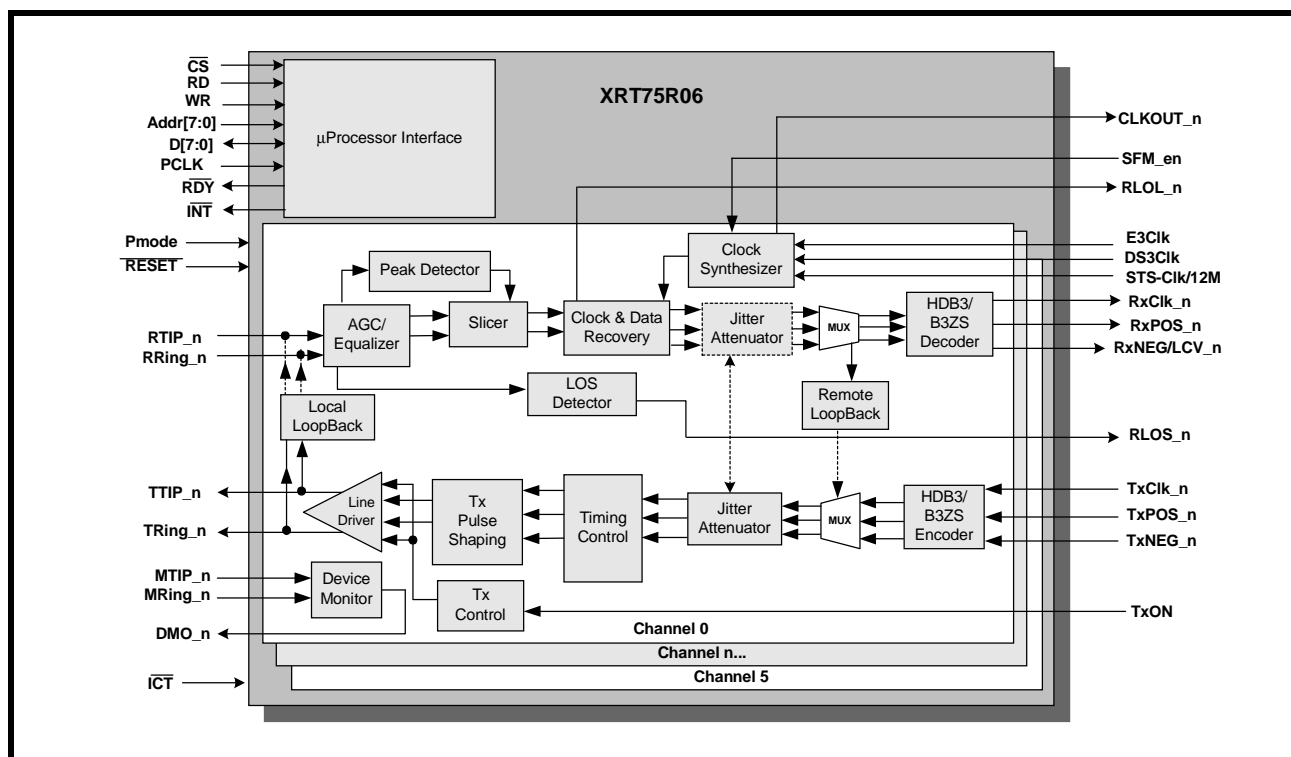 XRT75R06
CS
RD
WR
Addr[7:0]
D[7:0]
PCLK
RDY
INT
Pmode
RESET
µProcessor Interface
CLKOUT_n
SFM_en
RLOL_n
E3Clk
DS3Clk
STS-Clk/12M
Clock
Synthesizer
Peak Detector
RTIP_n
RRing_n
AGC/
Equalizer
Slicer
Clock & Data
Recovery
Jitter
Attenuator
MUX
HDB3/
B3ZS
Decoder
RxClk_n
RxPOS_n
RxNEG/LCV_n
LOS
Detector
Remote
LoopBack
Local
LoopBack
RLOS_n
TTIP_n
TRing_n
Line
Driver
Tx
Pulse
Shaping
Timing
Control
Jitter
Attenuator
MUX
HDB3/
B3ZS
Encoder
TxClk_n
TxPOS_n
TxNEG_n
MTIP_n
MRing_n
DMO_n
Device
Monitor
Tx
Control
TxON
Channel 0
Channel n...
Channel 5
ICT